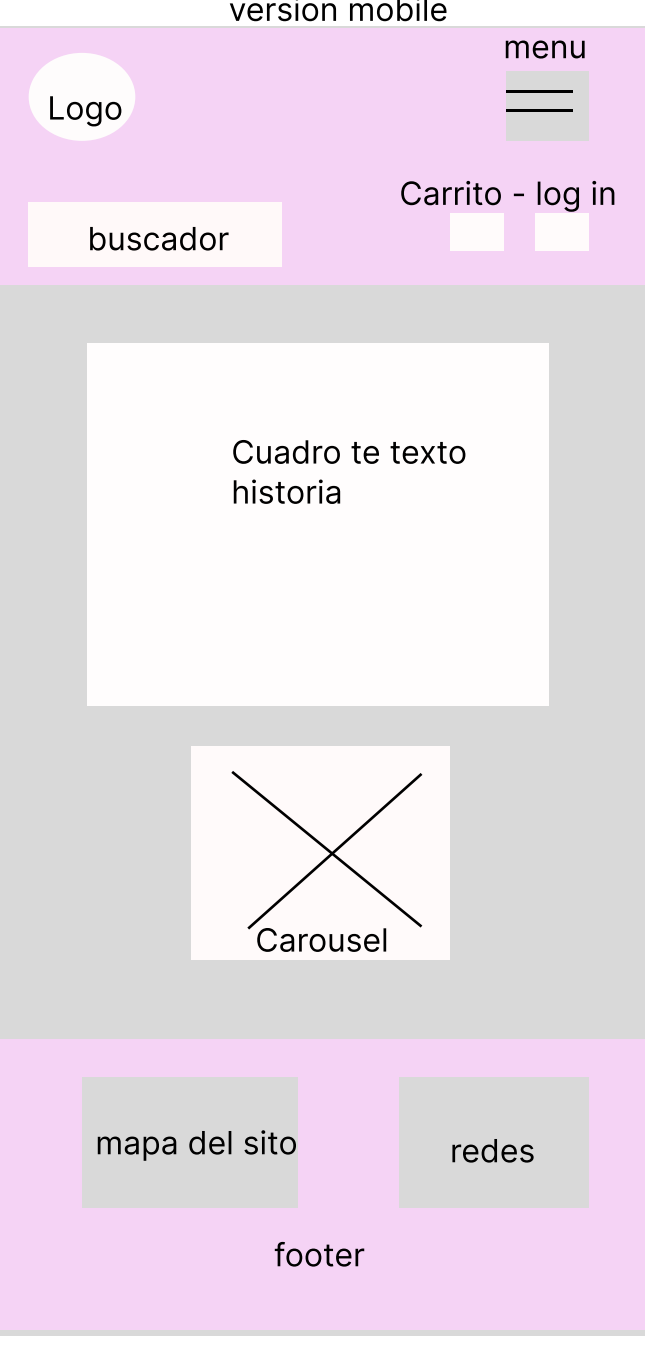 version mobile
menu
Logo
Carrito - log in
buscador
Cuadro te texto
historia
Carousel
mapa del sito
redes
footer